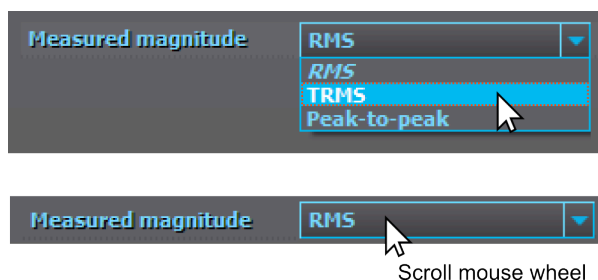 Measured magnitude RMS
RMS
TRMS
Peak-to-peak
Measured magnitude RMS
Scroll mouse wheel